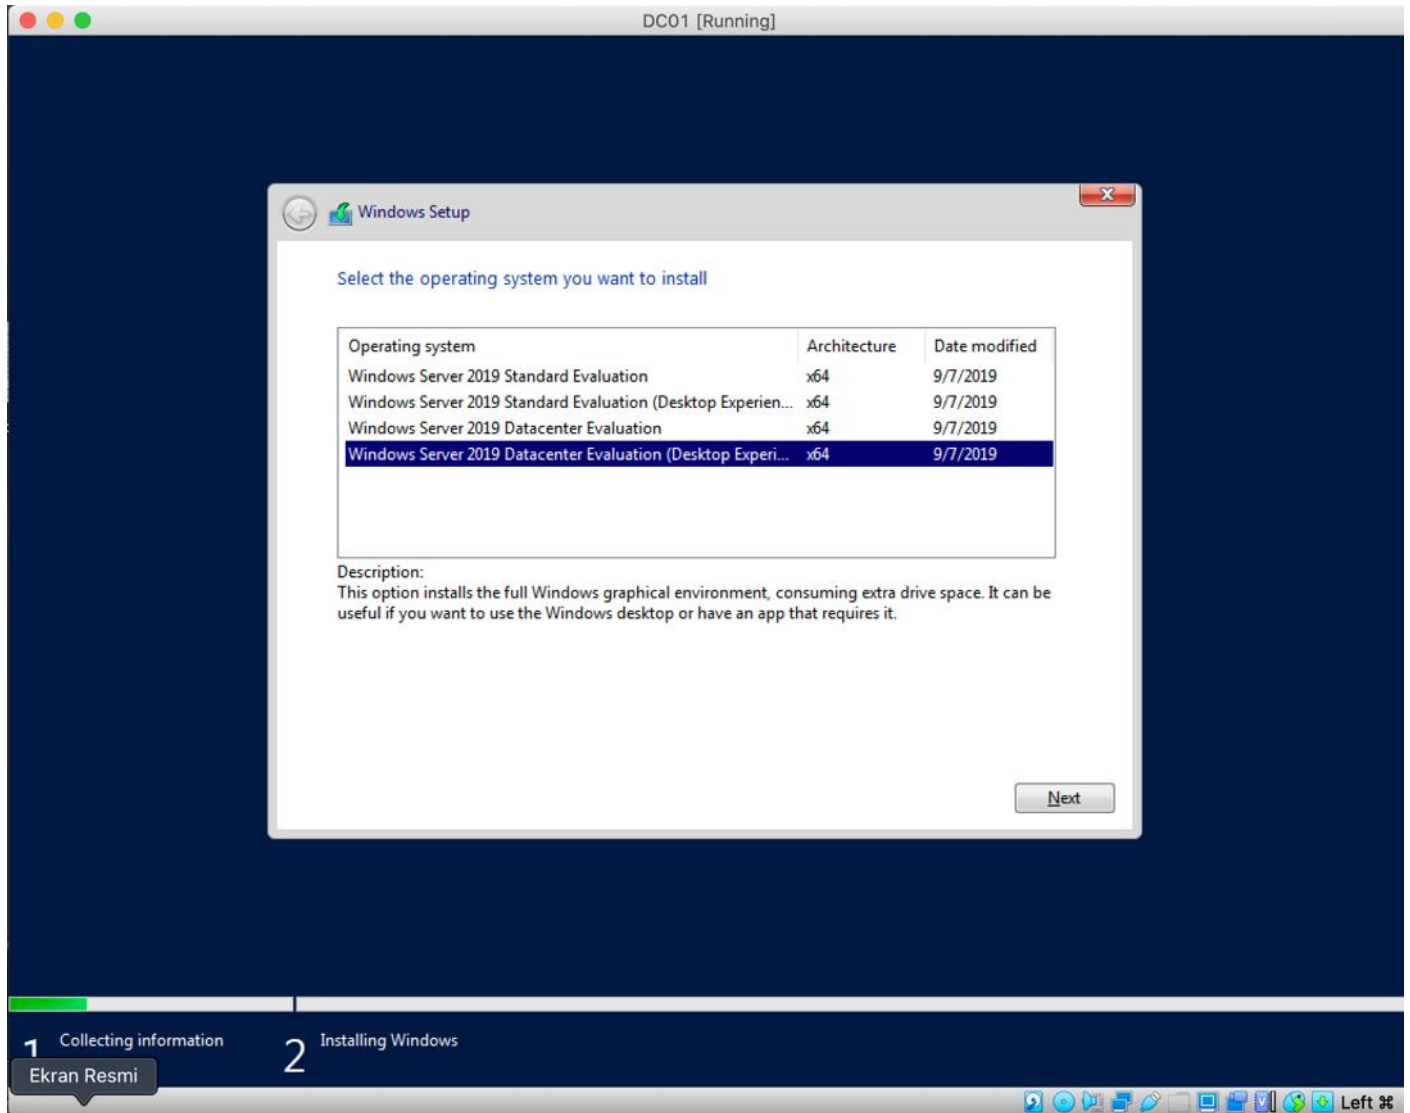 DC01 [Running]
Windows Setup
Select the operating system you want to install
Operating system Architecture Date modified
Windows Server 2019 Standard Evaluation x64 9/7/2019
Windows Server 2019 Standard Evaluation (Desktop Experien... x64 9/7/2019
Windows Server 2019 Datacenter Evaluation x64 9/7/2019
Windows Server 2019 Datacenter Evaluation (Desktop Experi... x64 9/7/2019
Description:
This option installs the full Windows graphical environment, consuming extra drive space. It can be
useful if you want to use the Windows desktop or have an app that requires it.
Next
1 Collecting information 2 Installing Windows
Ekran Resmi
Left ⌘